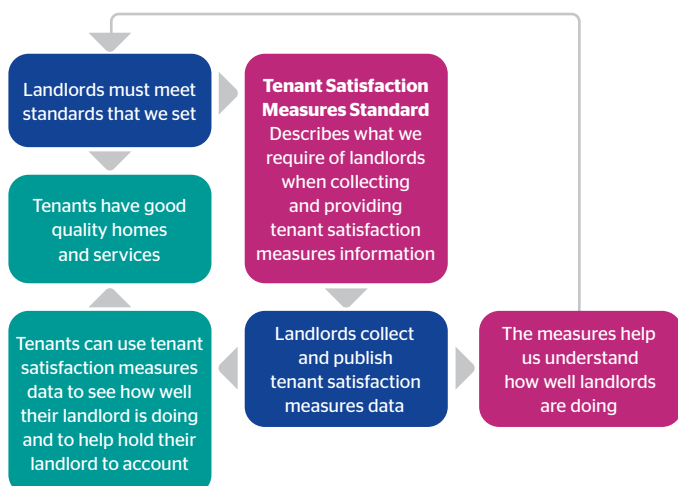 Landlords must meet
standards that we set
Tenant Satisfaction
Measures Standard
Describes what we
require of landlords
when collecting
and providing
tenant satisfaction
measures information
Tenants have good
quality homes
and services
Tenants can use tenant
satisfaction measures
data to see how well
their landlord is doing
and to help hold their
landlord to account
Landlords collect
and publish
tenant satisfaction
measures data
The measures help
us understand
how well landlords
are doing